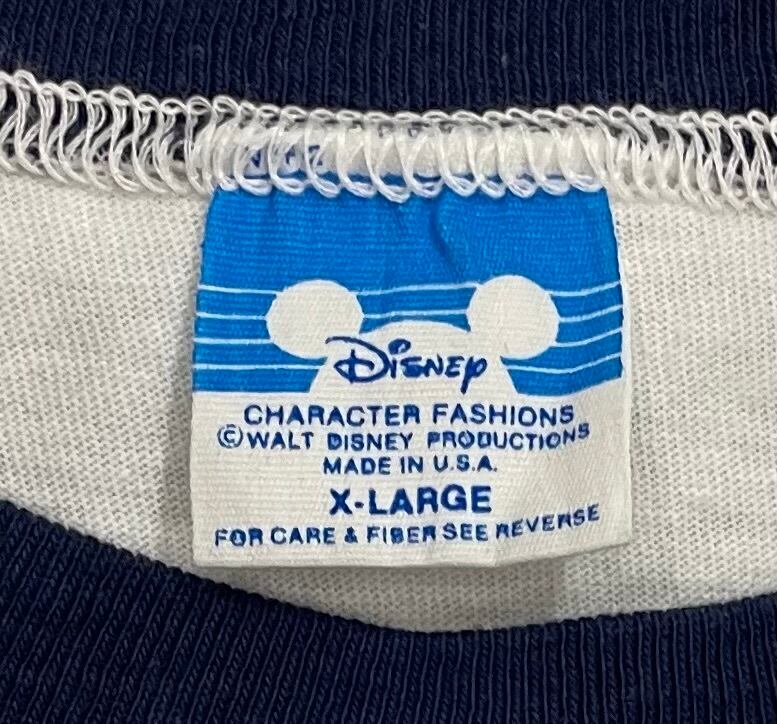 Disney
CHARACTER FASHIONS
©WALT DISNEY PRODUCTIONS
MADE IN U.S.A.
X-LARGE
FOR CARE & FIBER SEE REVERSE